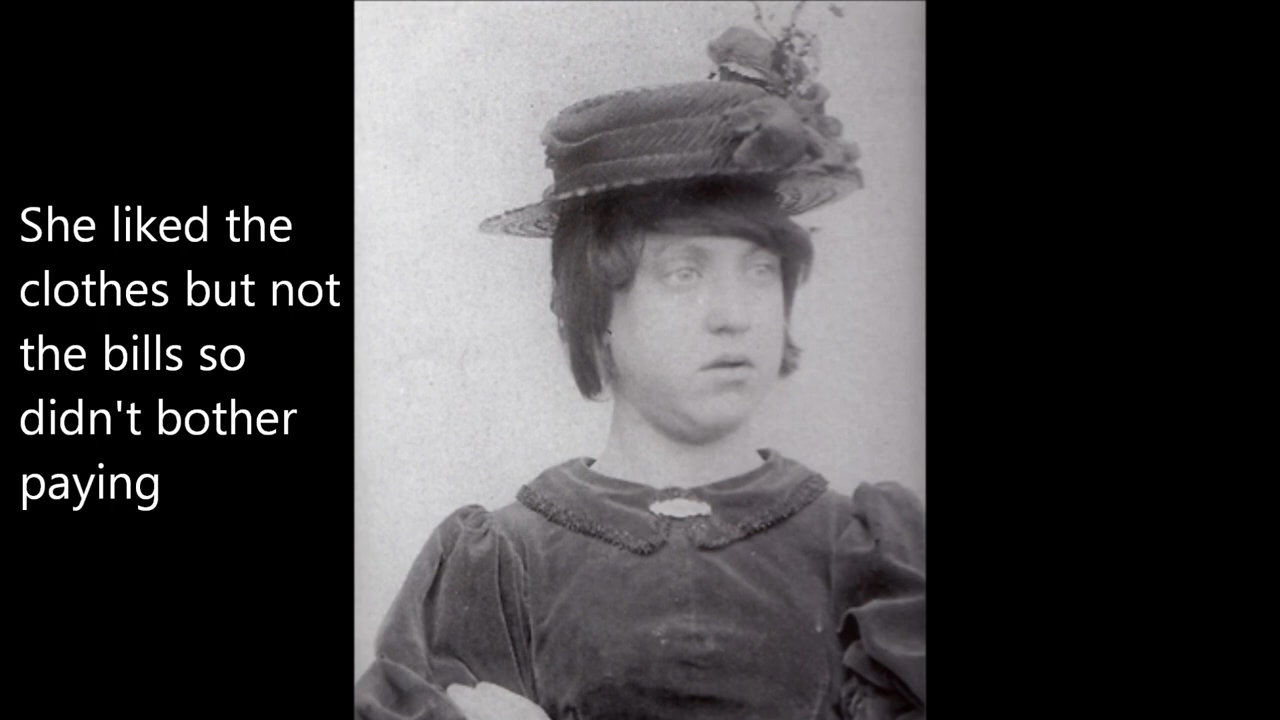 She liked the
clothes but not
the bills so
didn't bother
paying